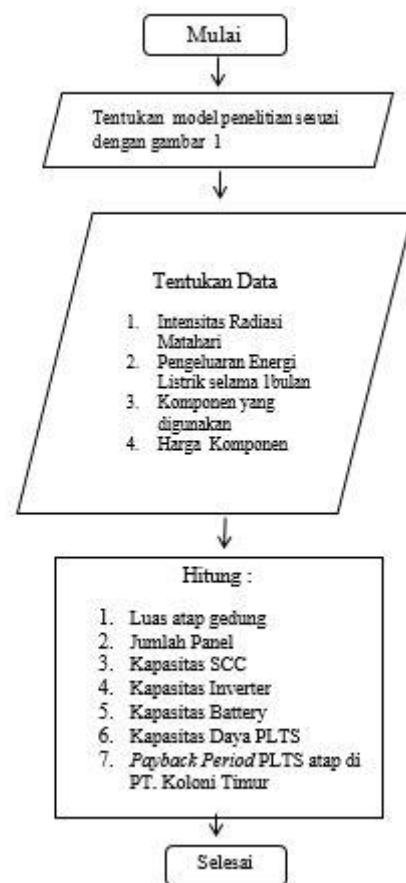 Mulai
Tentukan model penelitian sesuai
dengan gambar 1
Tentukan Data
1. Intensitas Radiasi
Matahari
2. Pengeluaran Energi
Listrik selama 1bulan
3. Komponen yang
digunakan
4. Harga Komponen
Hitung :
1. Luas atap gedung
2. Jumlah Panel
3. Kapasitas SCC
4. Kapasitas Inverter
5. Kapasitas Battery
6. Kapasitas Daya PLTS
7. Payback Period PLTS atap di
PT. Koloni Timur
Selesai